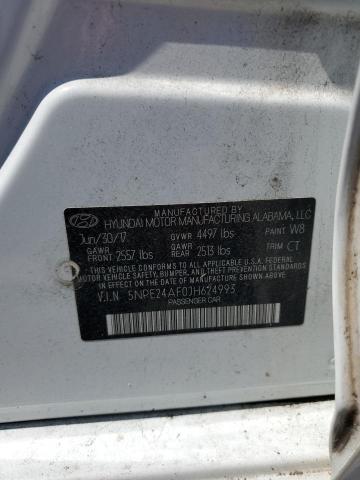 MANUFACTURED BY
HYUNDAI MOTOR MANUFACTURING ALABAMA, LLC
Jun/30/17 GVWR 4497 lbs PAINT W8
GAWR FRONT 2557 lbs GAWR REAR 2513 lbs TRIM CT
THIS VEHICLE CONFORMS TO ALL APPLICABLE U.S.A FEDERAL
MOTOR VEHICLE SAFETY, BUMPER, AND THEFT PREVENTION
STANDARDS IN EFFECT ON THE DATE OF MANUFACTURE SHOWN ABOVE.
V.I.N 5NPE24AF0JH624993
PASSENGER CAR